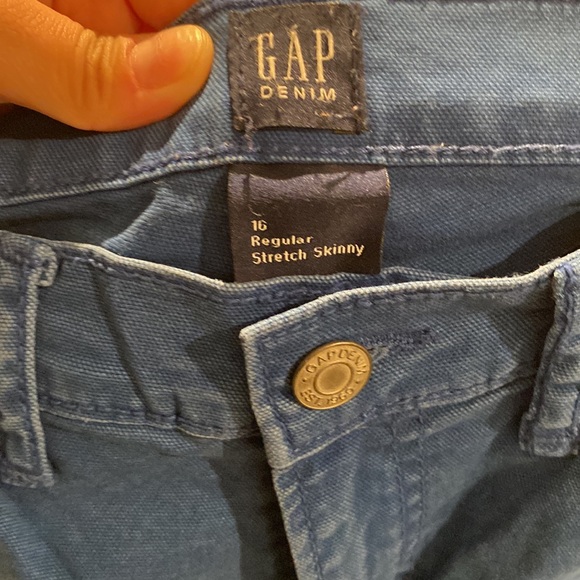 GAP
DENIM
16
Regular
Stretch Skinny
GAP DENIM
EST. 1969